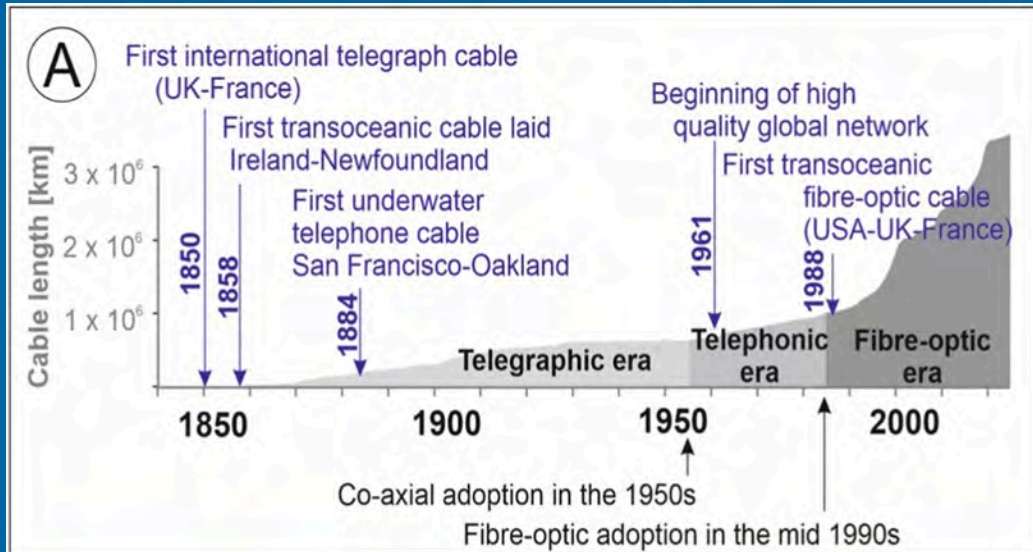 A
First international telegraph cable
(UK-France)
First transoceanic cable laid
Ireland-Newfoundland
First underwater
telephone cable
San Francisco-Oakland
Beginning of high
quality global network
First transoceanic
fibre-optic cable
(USA-UK-France)
Cable length [km]
3 x 10⁶
2 x 10⁶
1 x 10⁶
1850
1858
1884
1961
1988
Telegraphic era
Telephonic
era
Fibre-optic
era
1850
1900
1950
2000
Co-axial adoption in the 1950s
Fibre-optic adoption in the mid 1990s